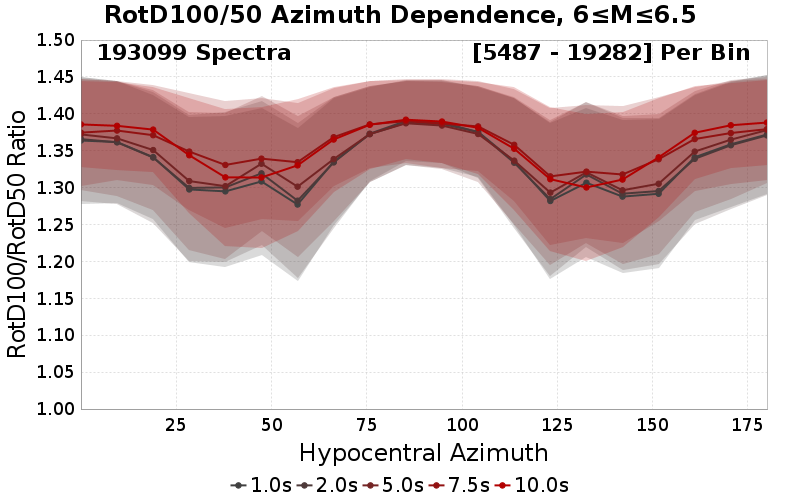 RotD100/50 Azimuth Dependence, 6≤M≤6.5
193099 Spectra
[5487 - 19282] Per Bin
RotD100/RotD50 Ratio
1.50
1.45
1.40
1.35
1.30
1.25
1.20
1.15
1.10
1.05
1.00
25 50 75 100 125 150 175
Hypocentral Azimuth
1.0s 2.0s 5.0s 7.5s 10.0s